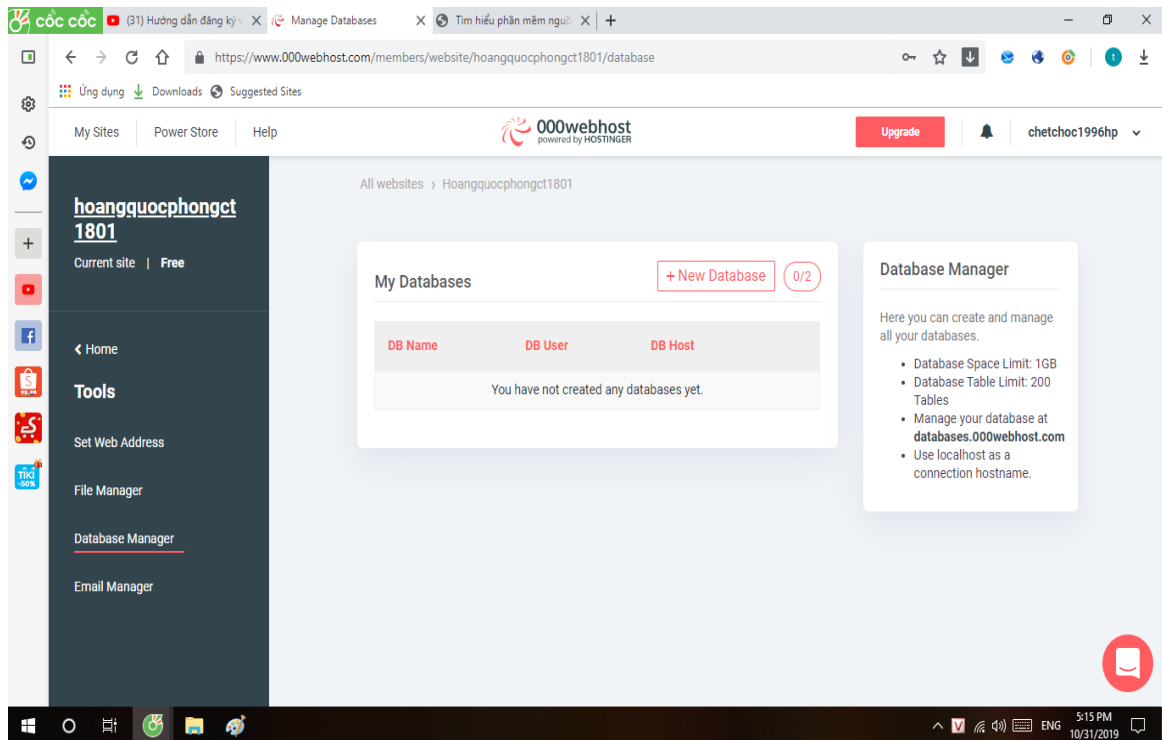 cốc cốc
(31) Hướng dẫn đăng ký v
Manage Databases
Tìm hiểu phần mềm nguồ
https://www.000webhost.com/members/website/hoangquocphongct1801/database
t
Ứng dụng
Downloads
Suggested Sites
My Sites
Power Store
Help
000webhost
powered by HOSTINGER
Upgrade
chetchoc1996hp
hoangquocphongct
1801
Current site | Free
Home
Tools
Set Web Address
File Manager
Database Manager
Email Manager
All websites › Hoangquocphongct1801
My Databases
+ New Database
0/2
DB Name
DB User
DB Host
You have not created any databases yet.
Database Manager
Here you can create and manage
all your databases.
• Database Space Limit: 1GB
• Database Table Limit: 200
Tables
• Manage your database at
databases.000webhost.com
• Use localhost as a
connection hostname.
TIKI
-50%
ENG
5:15 PM
10/31/2019